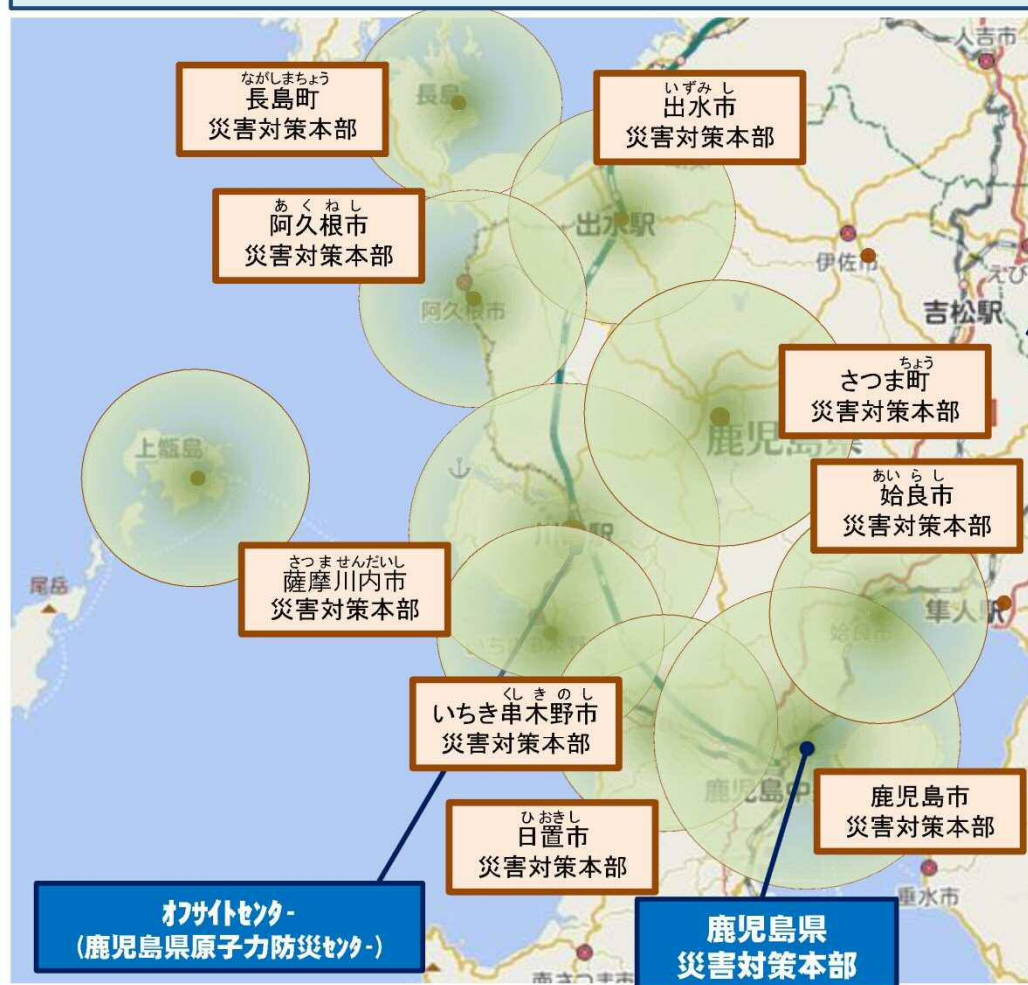 人吉市
ながしまちょう
長島町
災害対策本部
長島
いずみ し
出水市
災害対策本部
あ く ね し
阿久根市
災害対策本部
出水駅
伊佐市
えび
吉松駅
阿久根市
ちょう
さつま町
災害対策本部
鹿児島県
上甑島
あい ら し
姶良市
災害対策本部
さつませんだいし
薩摩川内市
災害対策本部
尾岳
隼人駅
姶良市
くし き の し
いちき串木野市
災害対策本部
鹿児島中
鹿児島市
災害対策本部
ひおきし
日置市
災害対策本部
垂水市
オフサイトセンター
(鹿児島県原子力防災センター)
鹿児島県
災害対策本部
南さつま市